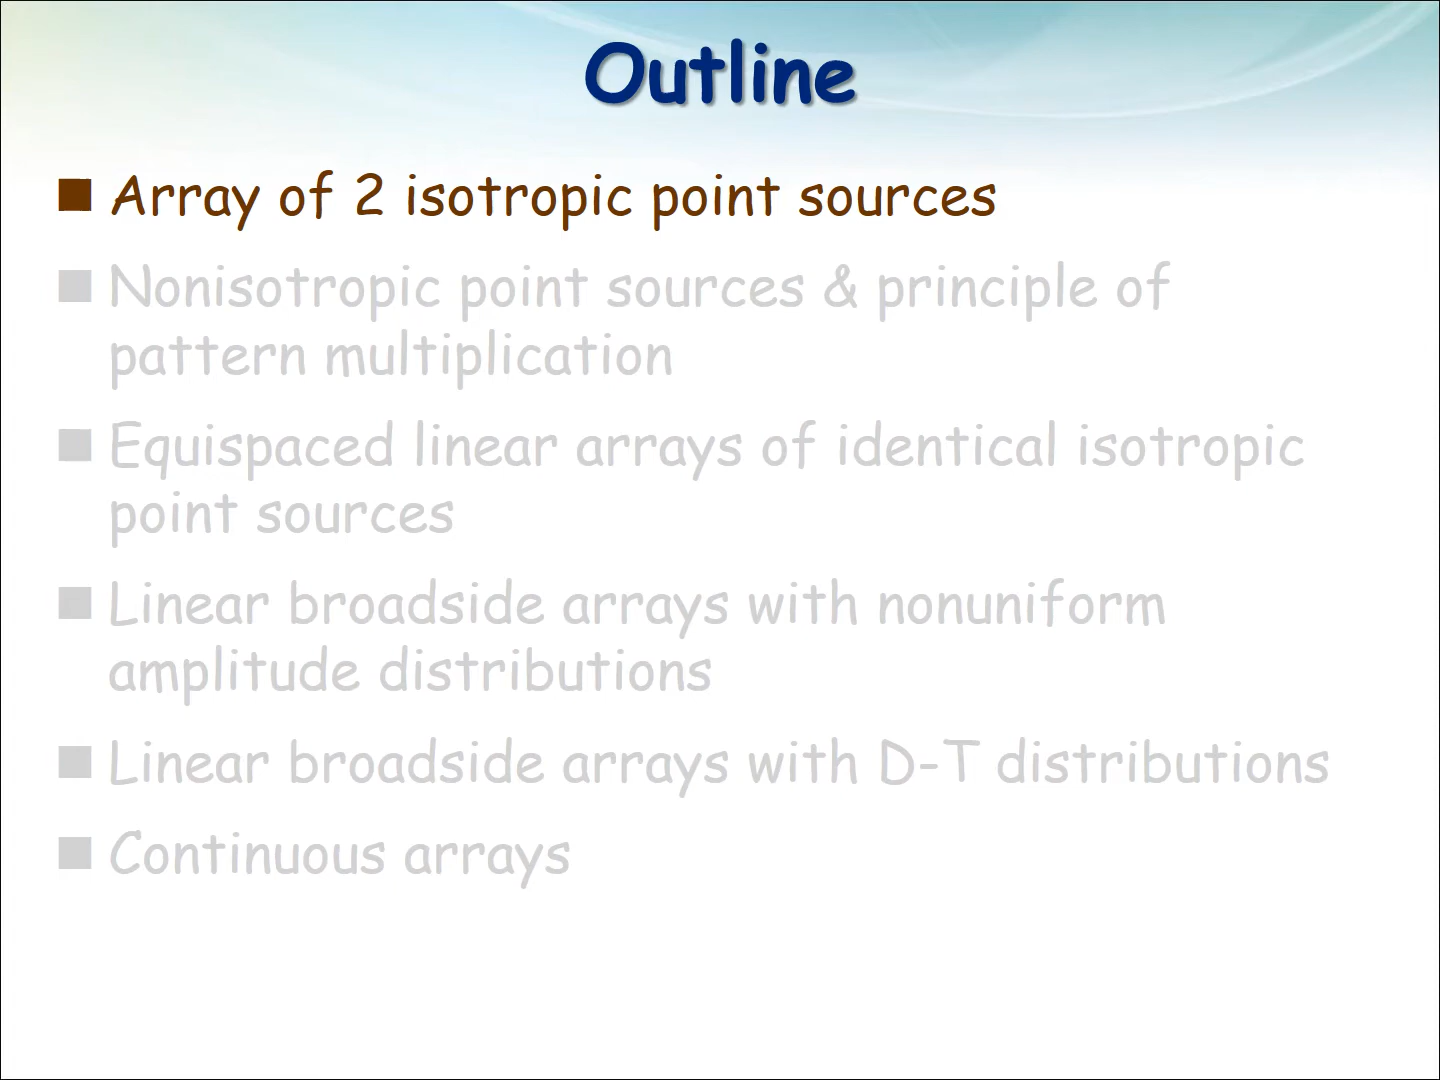 Outline
Array of 2 isotropic point sources
Nonisotropic point sources & principle of
pattern multiplication
Equispaced linear arrays of identical isotropic
point sources
Linear broadside arrays with nonuniform
amplitude distributions
Linear broadside arrays with D-T distributions
Continuous arrays